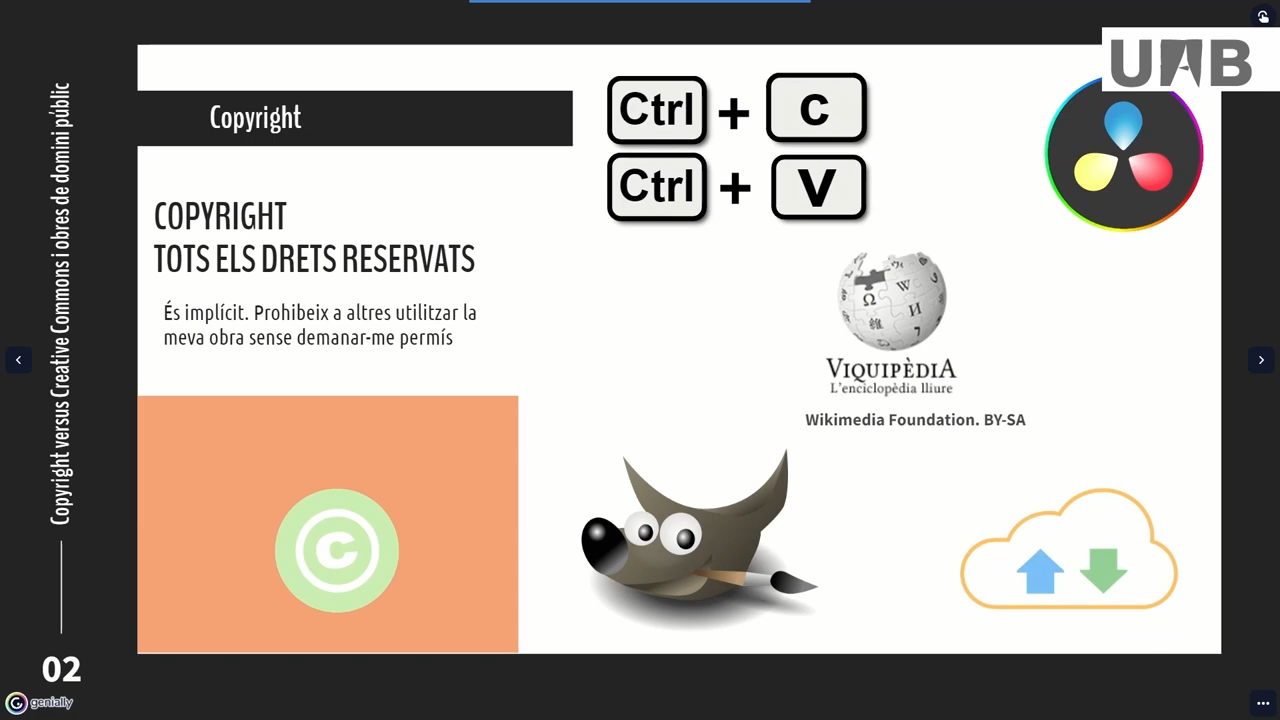 UAB
Copyright versus Creative Commons i obres de domini públic
02
Copyright
COPYRIGHT
TOTS ELS DRETS RESERVATS
És implícit. Prohibeix a altres utilitzar la
meva obra sense demanar-me permís
©
Ctrl + C
Ctrl + V
Ω W И
維
VIQUIPÈDIA
L'enciclopèdia lliure
Wikimedia Foundation. BY-SA
genially